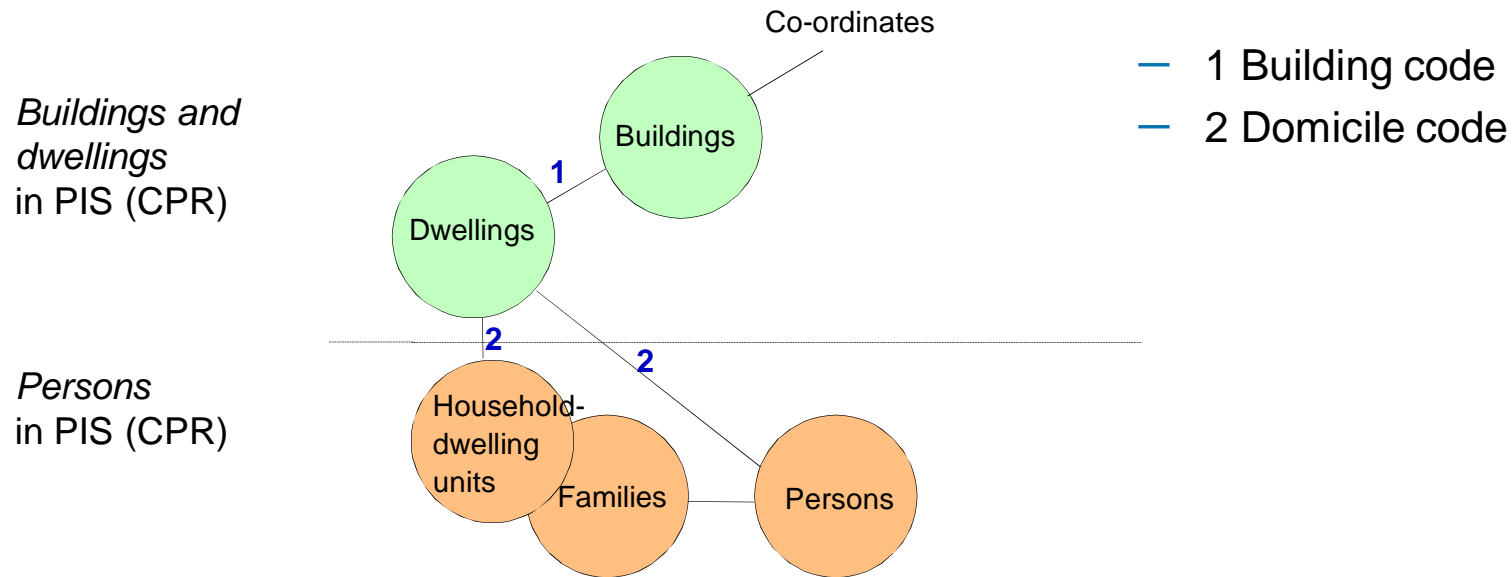 Co-ordinates
— 1 Building code
— 2 Domicile code
Buildings and
dwellings
in PIS (CPR)
Buildings
1
Dwellings
2
2
Persons
in PIS (CPR)
Household-
dwelling
units
Families
Persons